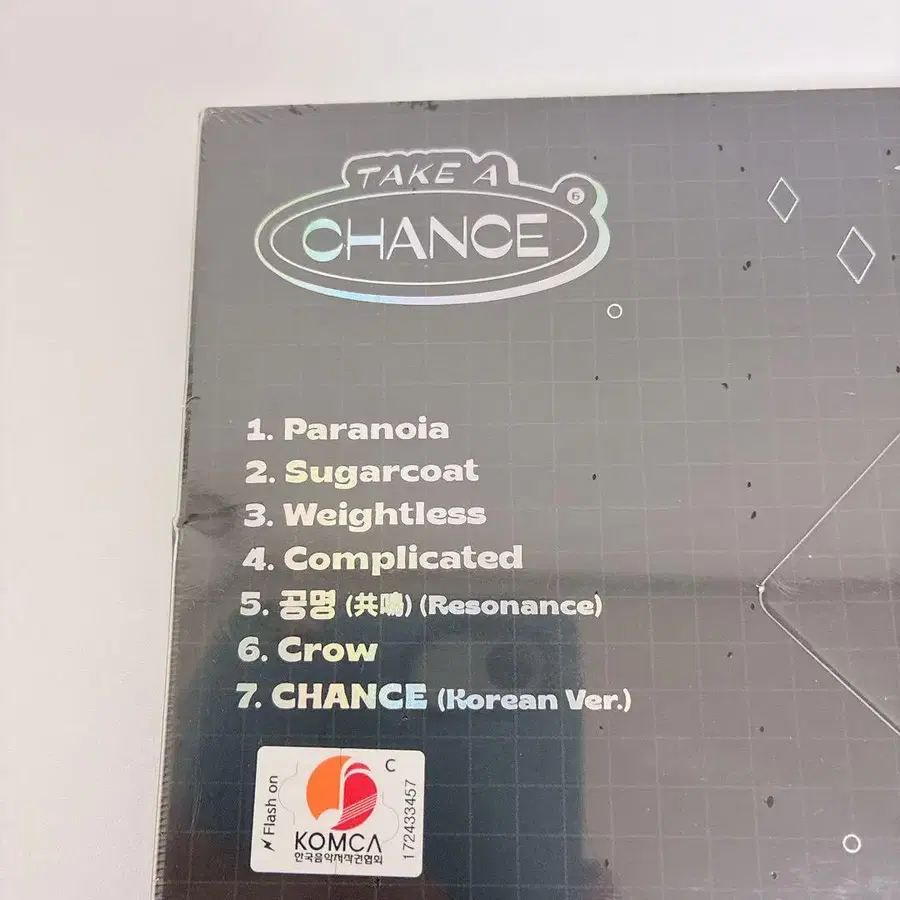 TAKE A
CHANCE
6
1. Paranoia
2. Sugarcoat
3. Weightless
4. Complicated
5. 공명 (共鳴) (Resonance)
6. Crow
7. CHANCE (Korean Ver.)
Flash on
C
KOMCA
한국음악저작권협회
172433457